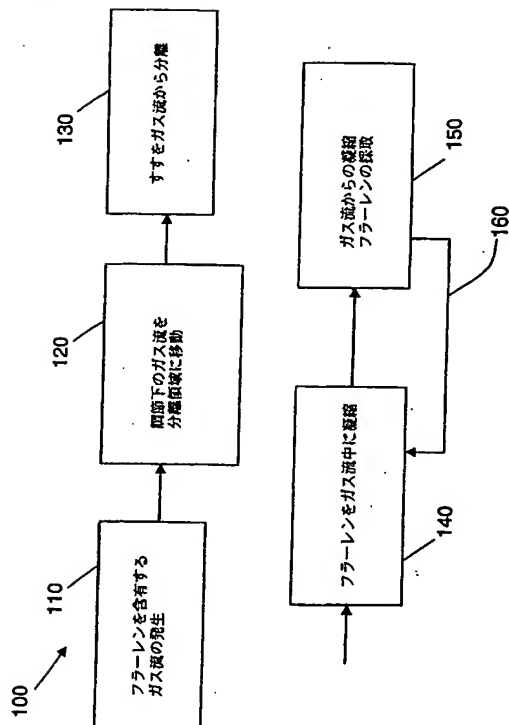 100
110
フラーレンを含有する
ガス流の発生
120
調節下のガス流を
分離領域に移動
130
すすをガス流から分離
140
フラーレンをガス流中に凝縮
150
ガス流からの凝縮
フラーレンの採取
160